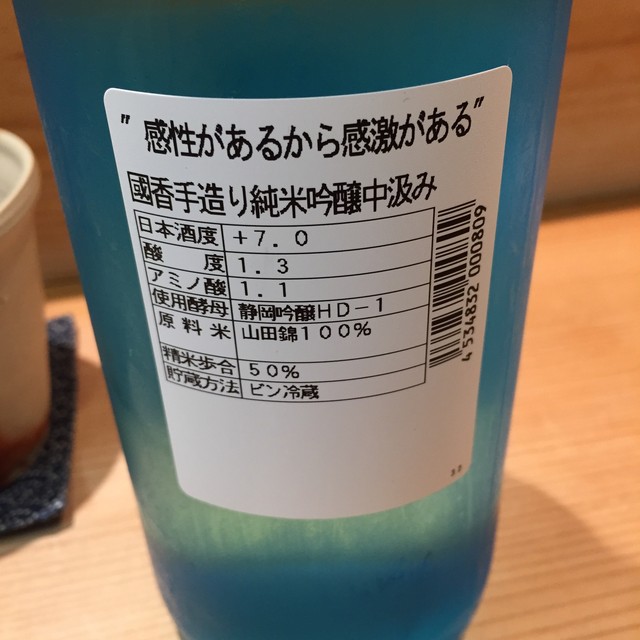 "感性があるから感激がある"
國香手造り純米吟醸中汲み
日本酒度 +7.0
酸度 1.3
アミノ酸 1.1
使用酵母 静岡吟醸HD-1
原料米 山田錦100%
精米歩合 50%
貯蔵方法 ビン冷蔵
4 534832 000809